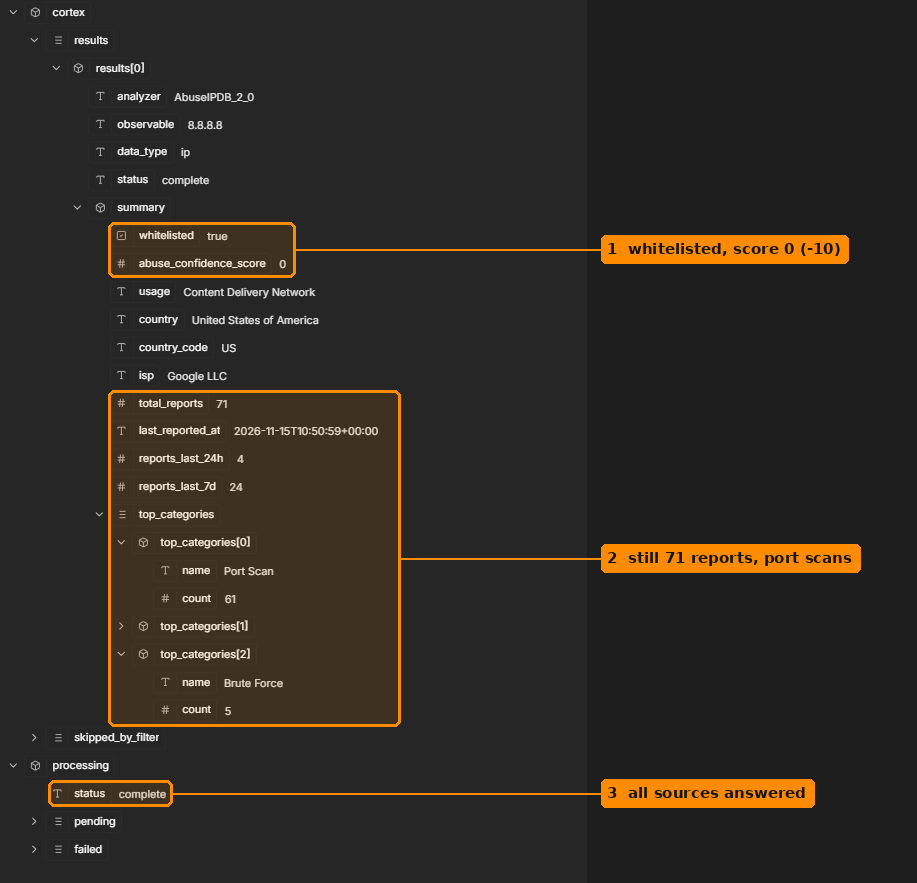 cortex
results
results[0]
analyzer AbuseIPDB_2_0
observable 8.8.8.8
data_type ip
status complete
summary
whitelisted true
1 whitelisted, score 0 (-10)
# abuse_confidence_score 0
usage Content Delivery Network
country United States of America
country_code US
isp Google LLC
# total_reports 71
last_reported_at 2026-11-15T10:50:59+00:00
# reports_last_24h 4
# reports_last_7d 24
top_categories
top_categories[0]
2 still 71 reports, port scans
name Port Scan
# count 61
top_categories[1]
top_categories[2]
name Brute Force
# count 5
skipped_by_filter
processing
status complete
3 all sources answered
pending
failed